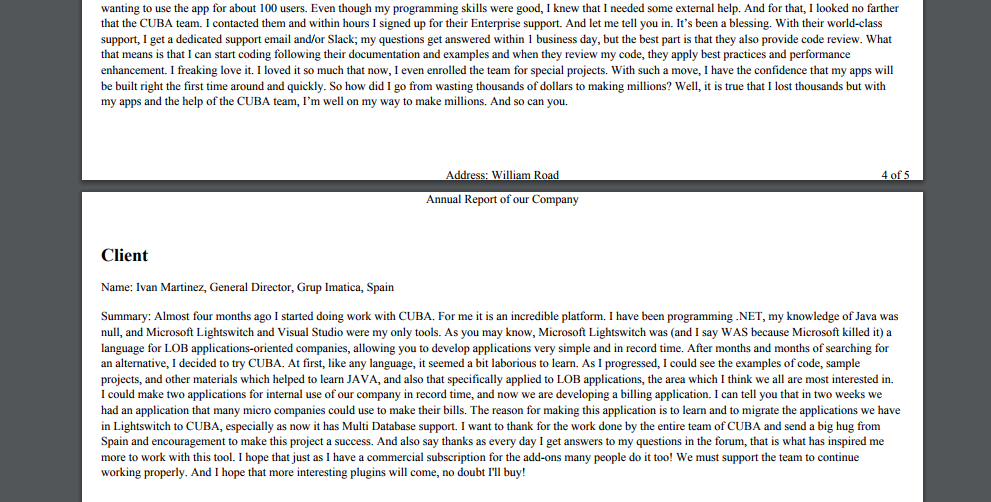 wanting to use the app for about 100 users. Even though my programming skills were good, I knew that I needed some external help. And for that, I looked no farther
that the CUBA team. I contacted them and within hours I signed up for their Enterprise support. And let me tell you in. It’s been a blessing. With their world-class
support, I get a dedicated support email and/or Slack; my questions get answered within 1 business day, but the best part is that they also provide code review. What
that means is that I can start coding following their documentation and examples and when they review my code, they apply best practices and performance
enhancement. I freaking love it. I loved it so much that now, I even enrolled the team for special projects. With such a move, I have the confidence that my apps will
be built right the first time around and quickly. So how did I go from wasting thousands of dollars to making millions? Well, it is true that I lost thousands but with
my apps and the help of the CUBA team, I’m well on my way to make millions. And so can you.
Address: William Road 4 of 5
Annual Report of our Company
Client
Name: Ivan Martinez, General Director, Grup Imatica, Spain
Summary: Almost four months ago I started doing work with CUBA. For me it is an incredible platform. I have been programming .NET, my knowledge of Java was
null, and Microsoft Lightswitch and Visual Studio were my only tools. As you may know, Microsoft Lightswitch was (and I say WAS because Microsoft killed it) a
language for LOB applications-oriented companies, allowing you to develop applications very simple and in record time. After months and months of searching for
an alternative, I decided to try CUBA. At first, like any language, it seemed a bit laborious to learn. As I progressed, I could see the examples of code, sample
projects, and other materials which helped to learn JAVA, and also that specifically applied to LOB applications, the area which I think we all are most interested in.
I could make two applications for internal use of our company in record time, and now we are developing a billing application. I can tell you that in two weeks we
had an application that many micro companies could use to make their bills. The reason for making this application is to learn and to migrate the applications we have
in Lightswitch to CUBA, especially as now it has Multi Database support. I want to thank for the work done by the entire team of CUBA and send a big hug from
Spain and encouragement to make this project a success. And also say thanks as every day I get answers to my questions in the forum, that is what has inspired me
more to work with this tool. I hope that just as I have a commercial subscription for the add-ons many people do it too! We must support the team to continue
working properly. And I hope that more interesting plugins will come, no doubt I'll buy!